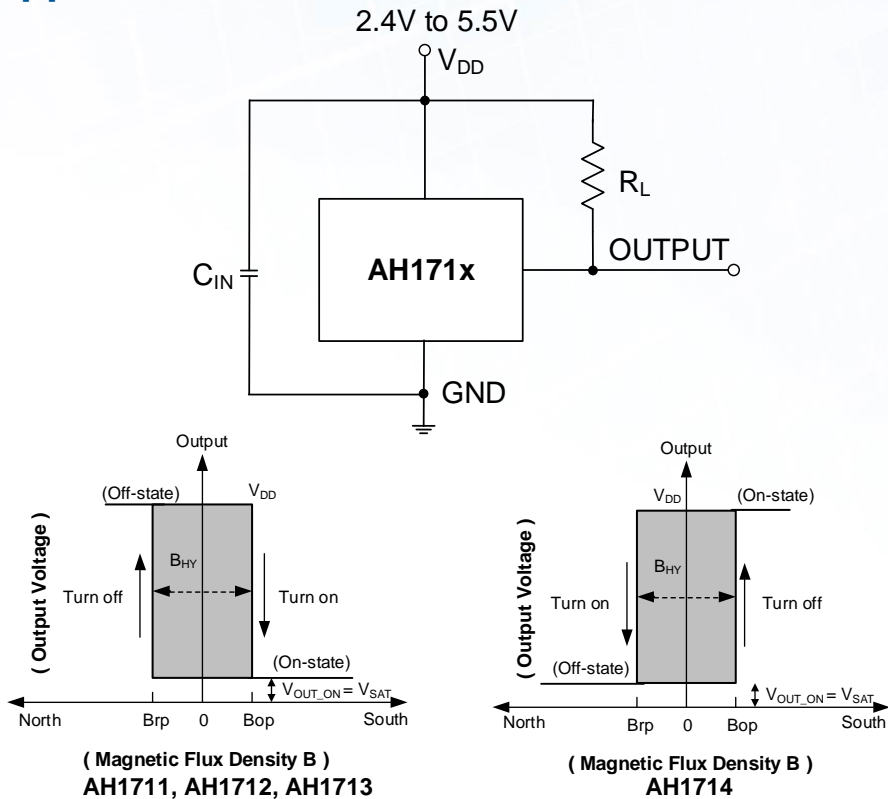 2.4V to 5.5V
VDD
RL
CIN
AH171x
OUTPUT
GND
Output
(Off-state)
VDD
( Output Voltage )
BHY
Turn off
Turn on
(On-state)
VOUT_ON = VSAT
North
Brp
0
Bop
South
( Magnetic Flux Density B )
AH1711, AH1712, AH1713
Output
VDD
(On-state)
( Output Voltage )
BHY
Turn on
Turn off
(Off-state)
VOUT_ON = VSAT
North
Brp
0
Bop
South
( Magnetic Flux Density B )
AH1714